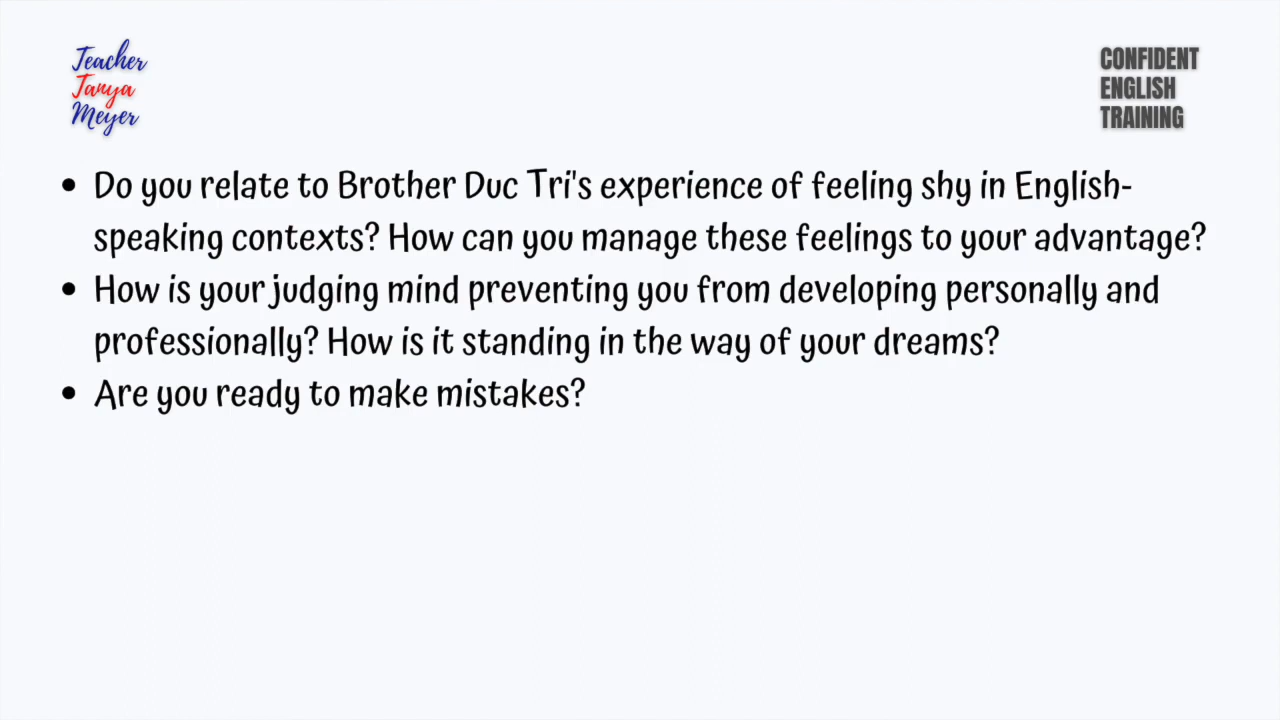 Teacher
Tanya
Meyer
CONFIDENT
ENGLISH
TRAINING
• Do you relate to Brother Duc Tri's experience of feeling shy in English-
speaking contexts? How can you manage these feelings to your advantage?
• How is your judging mind preventing you from developing personally and
professionally? How is it standing in the way of your dreams?
• Are you ready to make mistakes?